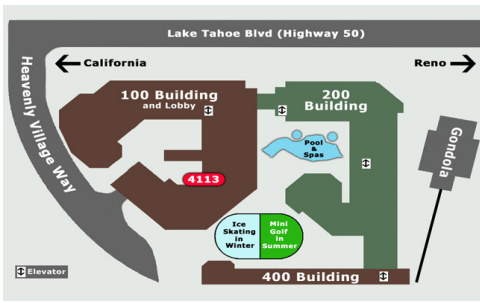 Lake Tahoe Blvd (Highway 50)
California
Reno
Heavenly Village Way
100 Building
and Lobby
200
Building
Gondola
Pool
&
Spas
4113
Ice
Skating
in
Winter
Mini
Golf
in
Summer
Elevator
400 Building